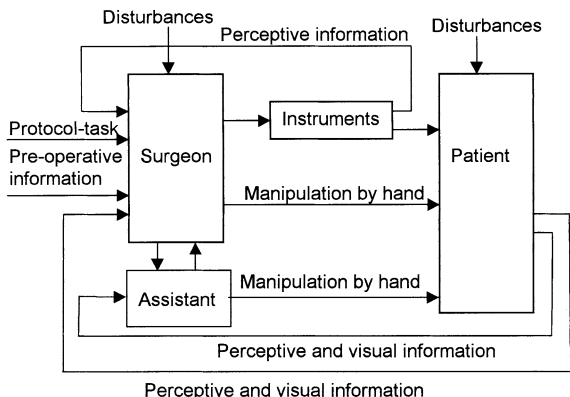 Disturbances
Perceptive information
Disturbances
Instruments
Protocol-task
Surgeon
Pre-operative
information
Patient
Manipulation by hand
Manipulation by hand
Assistant
Perceptive and visual information
Perceptive and visual information